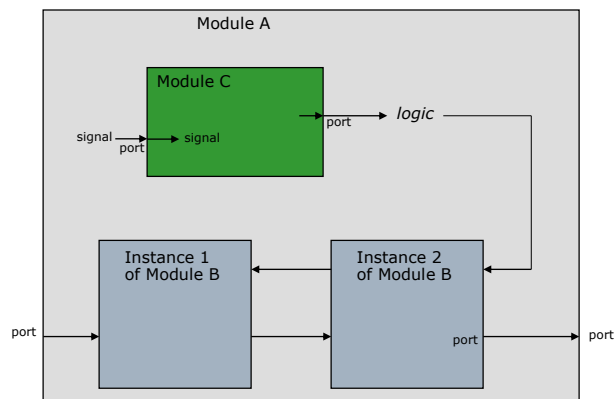 Module A
Module C
port
logic
signal
port
signal
Instance 1
of Module B
Instance 2
of Module B
port
port
port